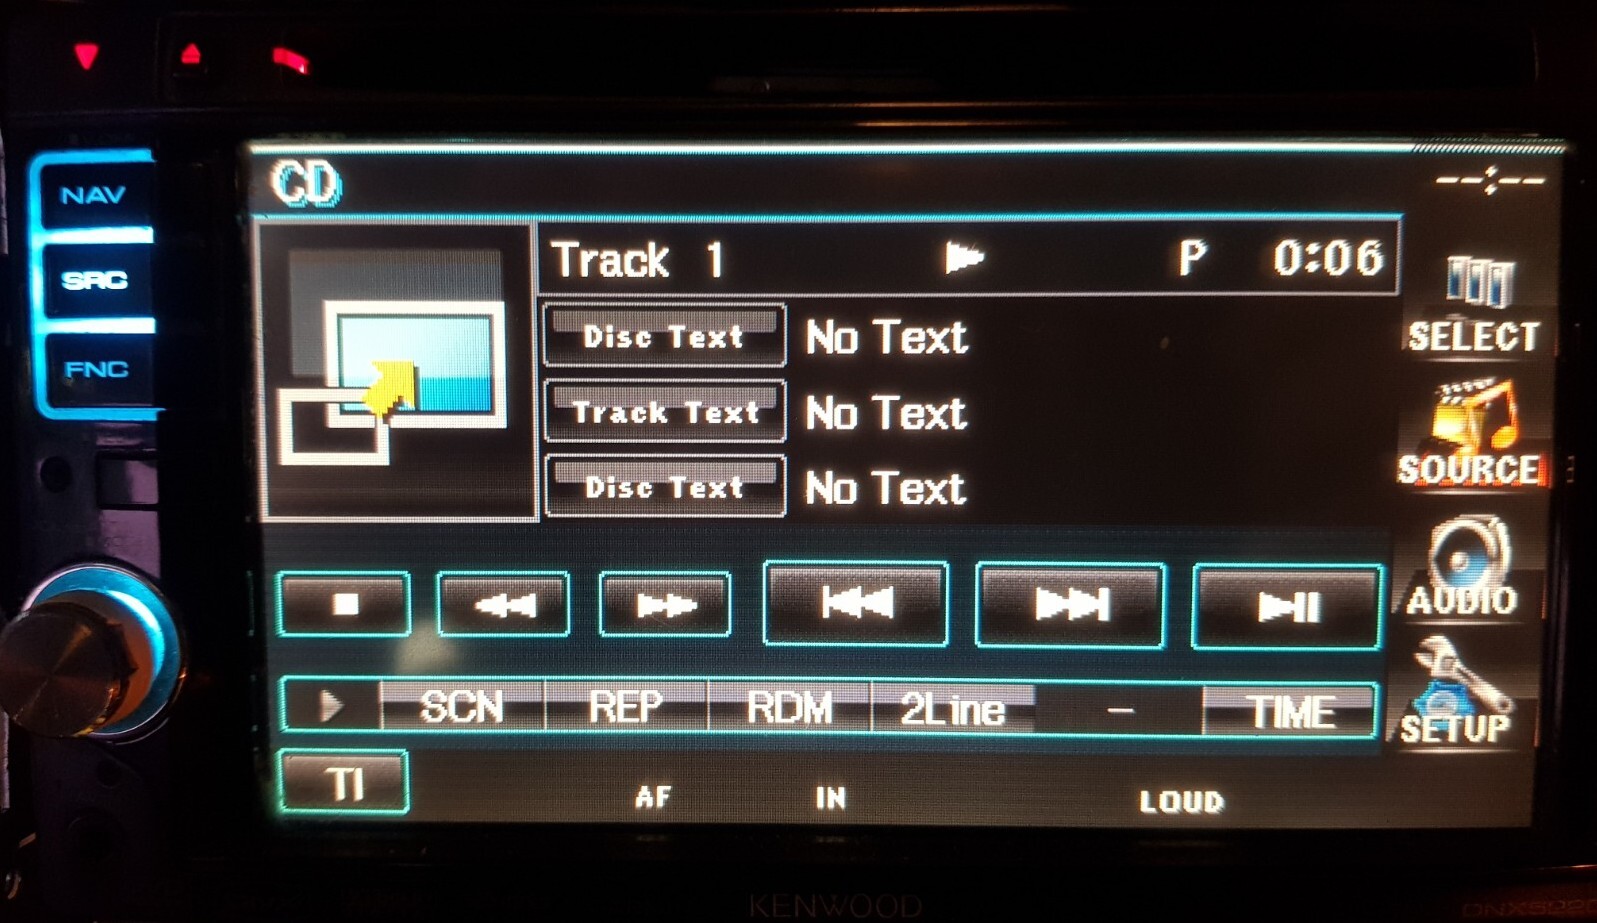 NAV
SRC
FNC
CD
--:--
Track 1 P 0:06
Disc Text No Text
Track Text No Text
Disc Text No Text
SELECT
SOURCE
AUDIO
SETUP
SCN REP RDM 2Line – TIME
TI AF IN LOUD
KENWOOD